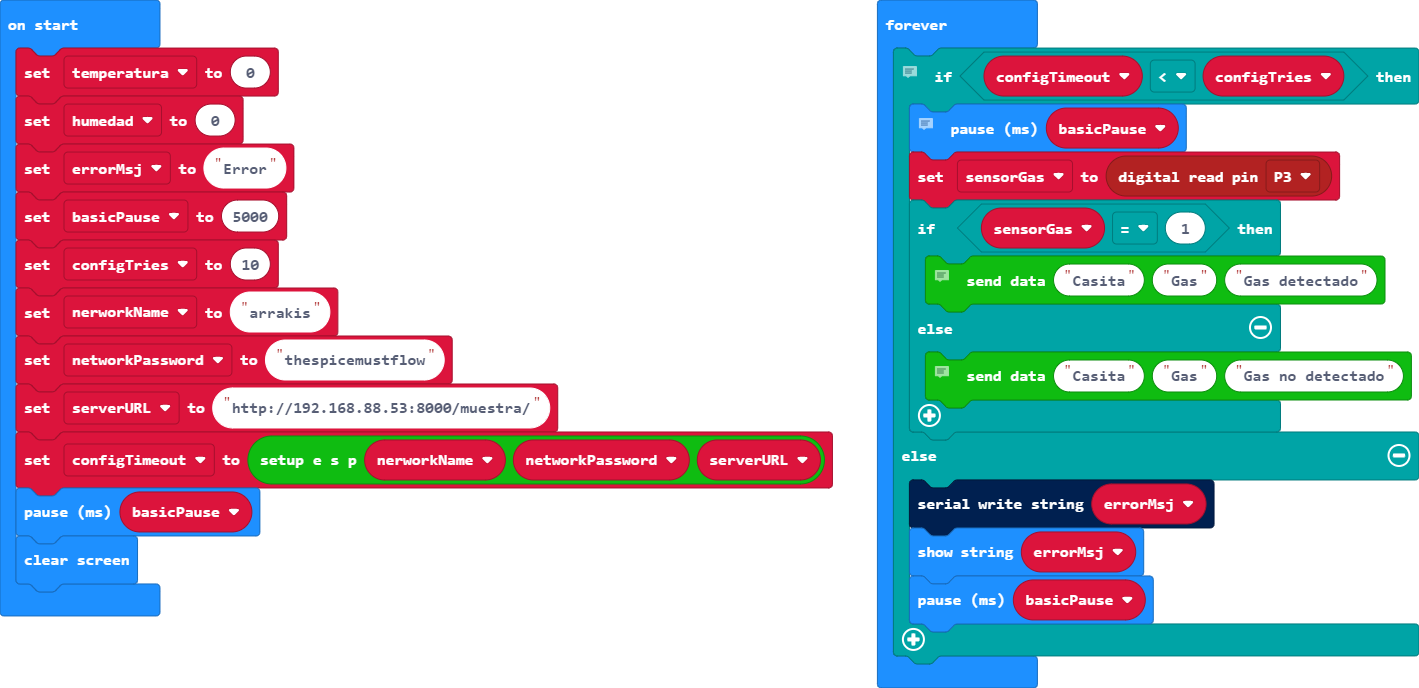 on start
set temperatura to 0
set humedad to 0
set errorMsj to "Error"
set basicPause to 5000
set configTries to 10
set nerworkName to "arrakis"
set networkPassword to "thespicemustflow"
set serverURL to "http://192.168.88.53:8000/muestra/"
set configTimeout to setup e s p nerworkName networkPassword serverURL
pause (ms) basicPause
clear screen
forever
if configTimeout < configTries then
pause (ms) basicPause
set sensorGas to digital read pin P3
if sensorGas = 1 then
send data "Casita" "Gas" "Gas detectado"
else
send data "Casita" "Gas" "Gas no detectado"
else
serial write string errorMsj
show string errorMsj
pause (ms) basicPause